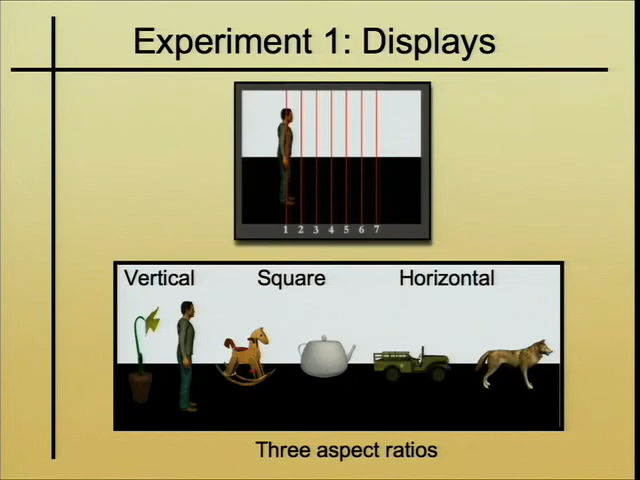 Experiment 1: Displays
1 2 3 4 5 6 7
Vertical Square Horizontal
Three aspect ratios